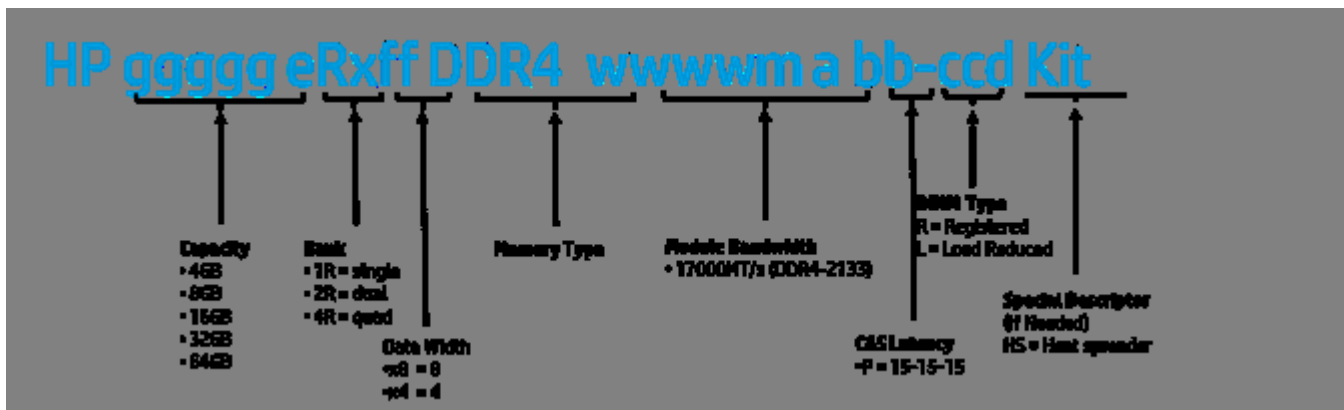 HP ggggg eRxff DDR4 wwwwm a bb-ccd Kit
Capacity
• 4GB
• 8GB
• 16GB
• 32GB
• 64GB
Rank
• 1R = single
• 2R = dual
• 4R = quad
Data Width
•x8 = 8
•x4 = 4
Memory Type
Module Bandwidth
• 17000MT/s (DDR4-2133)
CAS Latency
•P = 15-15-15
DIMM Type
R = Registered
L = Load Reduced
Special Descriptor
(If Needed)
HS = Heat spreader